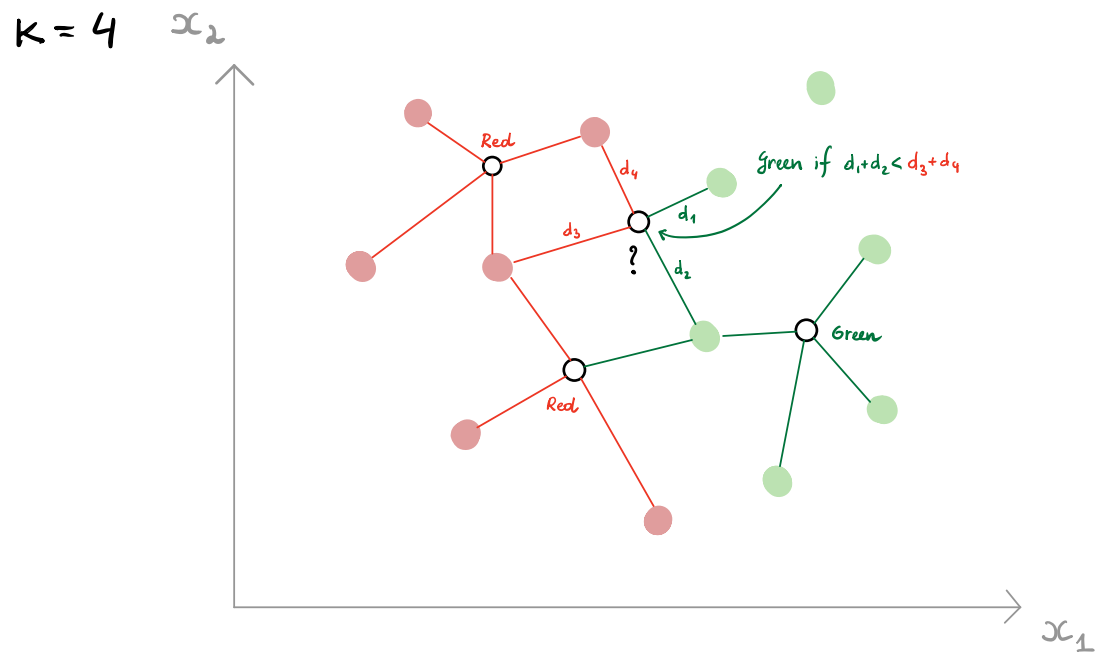 K = 4
x₂
Red
Green if d₁+d₂ < d₃+d₄
d₄
d₁
d₃
?
d₂
Green
Red
x₁